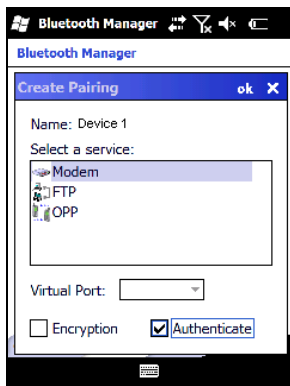 Bluetooth Manager
Bluetooth Manager
Create Pairing ok
Name: Device 1
Select a service:
Modem
FTP
OPP
Virtual Port:
Encryption Authenticate